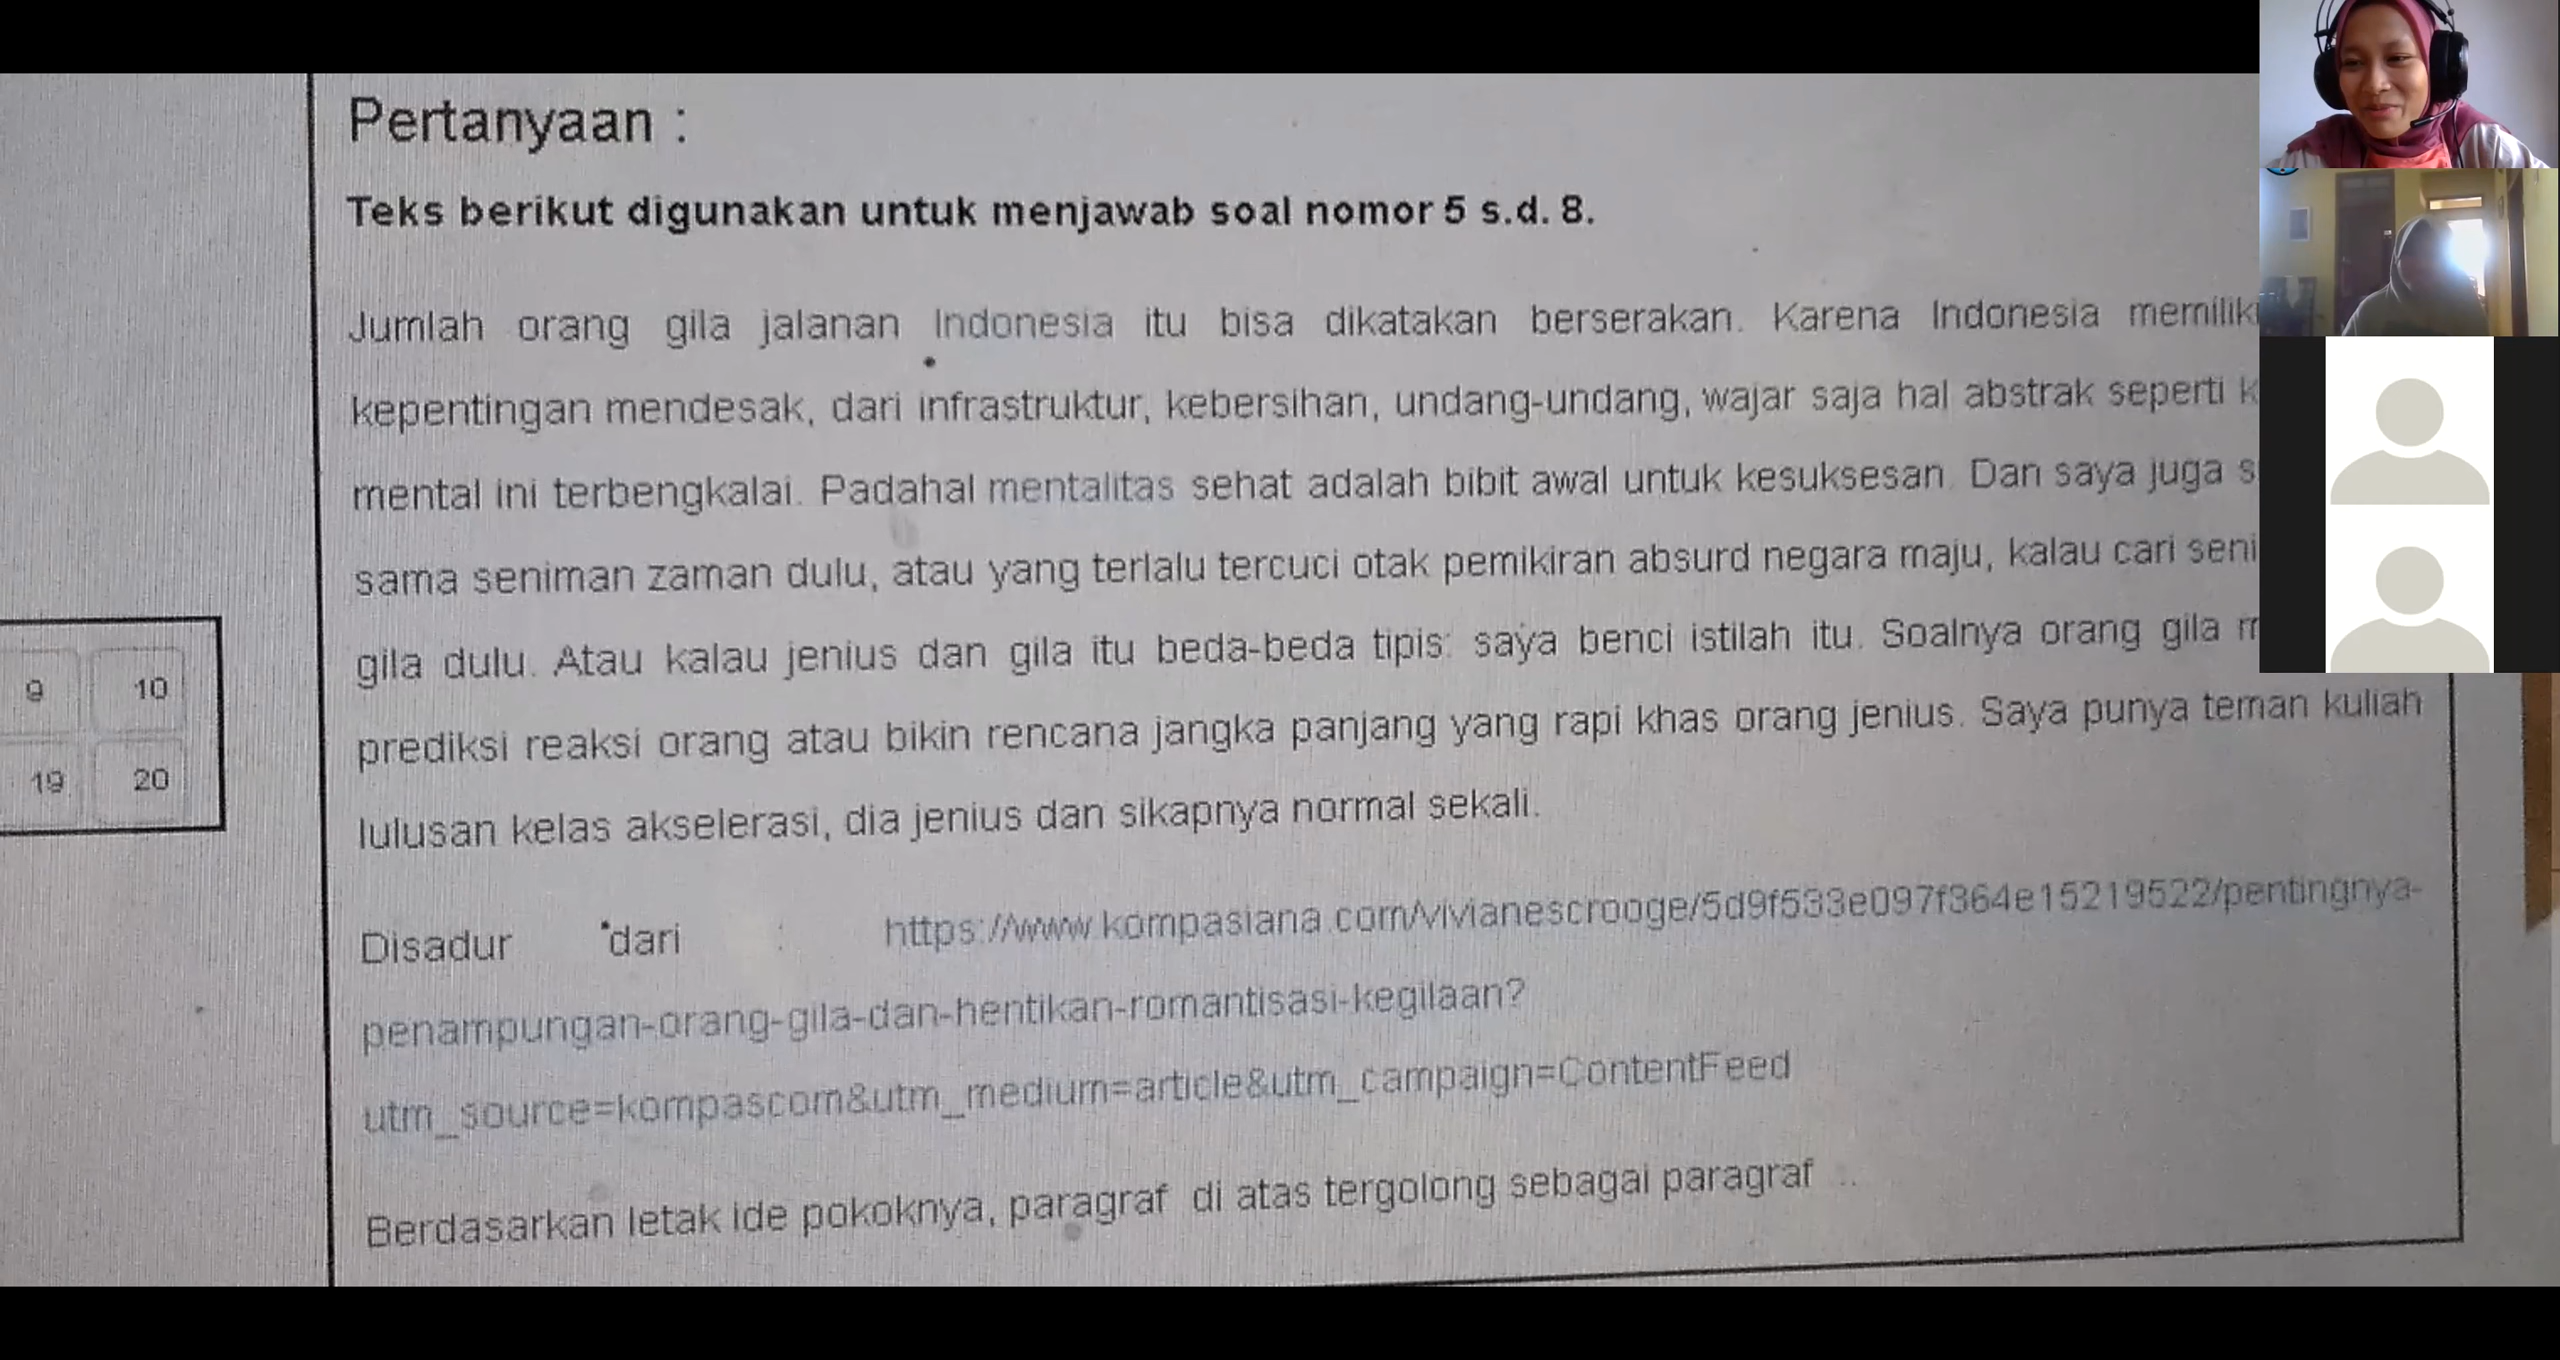 Pertanyaan :
Teks berikut digunakan untuk menjawab soal nomor 5 s.d. 8.
Jumlah orang gila jalanan Indonesia itu bisa dikatakan berserakan. Karena Indonesia memiliki
kepentingan mendesak, dari infrastruktur, kebersihan, undang-undang, wajar saja hal abstrak seperti k
mental ini terbengkalai. Padahal mentalitas sehat adalah bibit awal untuk kesuksesan. Dan saya juga s
sama seniman zaman dulu, atau yang terlalu tercuci otak pemikiran absurd negara maju, kalau cari seni
gila dulu. Atau kalau jenius dan gila itu beda-beda tipis: saya benci istilah itu. Soalnya orang gila
prediksi reaksi orang atau bikin rencana jangka panjang yang rapi khas orang jenius. Saya punya teman kuliah
lulusan kelas akselerasi, dia jenius dan sikapnya normal sekali.
Disadur dari : https://www.kompasiana.com/vivianescrooge/5d9f533e097f364e15219522/pentingnya-
penampungan-orang-gila-dan-hentikan-romantisasi-kegilaan?
utm_source=kompascom&utm_medium=article&utm_campaign=ContentFeed
Berdasarkan letak ide pokoknya, paragraf di atas tergolong sebagai paragraf ...
9 10
19 20